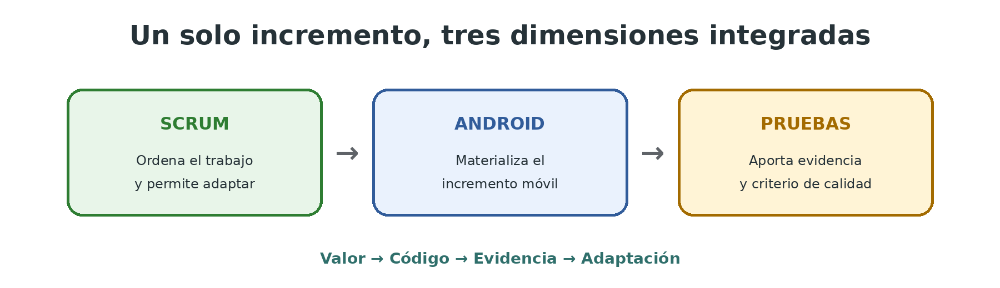 Un solo incremento, tres dimensiones integradas
SCRUM
Ordena el trabajo
y permite adaptar
→
ANDROID
Materializa el
incremento móvil
→
PRUEBAS
Aporta evidencia
y criterio de calidad
Valor → Código → Evidencia → Adaptación